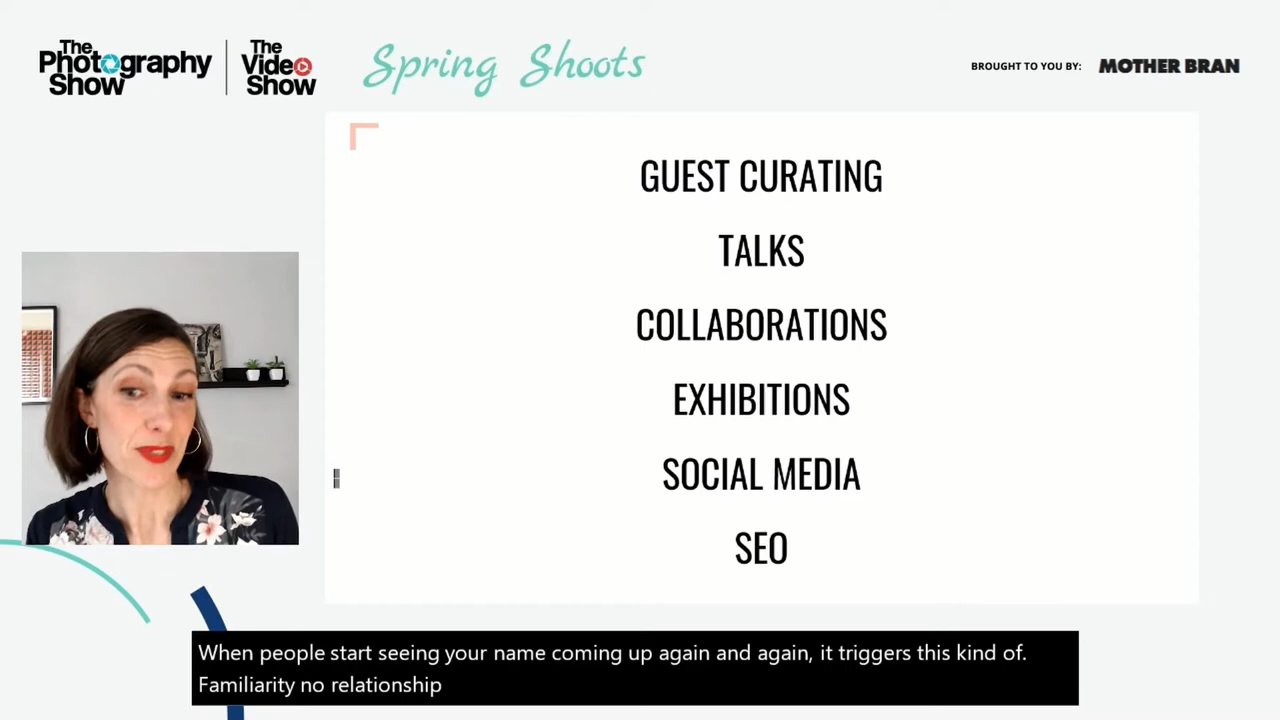 The
Photography
Show
The
Video
Show
Spring Shoots
BROUGHT TO YOU BY: MOTHER BRAN
GUEST CURATING
TALKS
COLLABORATIONS
EXHIBITIONS
SOCIAL MEDIA
SEO
When people start seeing your name coming up again and again, it triggers this kind of.
Familiarity no relationship